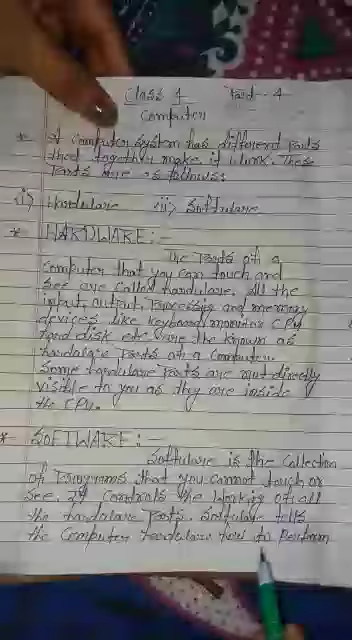 Class 1 Part - 4
Computer
* A Computer system has different Parts
that together make it work. These
Parts are as follows:
(i) Hardware (ii) Software
* HARDWARE:-
The Parts of a
Computer that you can touch and
see are called hardware. All the
input, output, Processing and memory
devices like keyboard, monitor CPU
hard disk etc are the known as
hardware Parts of a Computer.
Some hardware Parts are not directly
visible to you as they are inside
the CPU.
* SOFTWARE:-
Software is the Collection
of Programs that you cannot touch or
see. It Controls the working of all
the hardware Parts. Software tells
the Computer hardware how to Perform